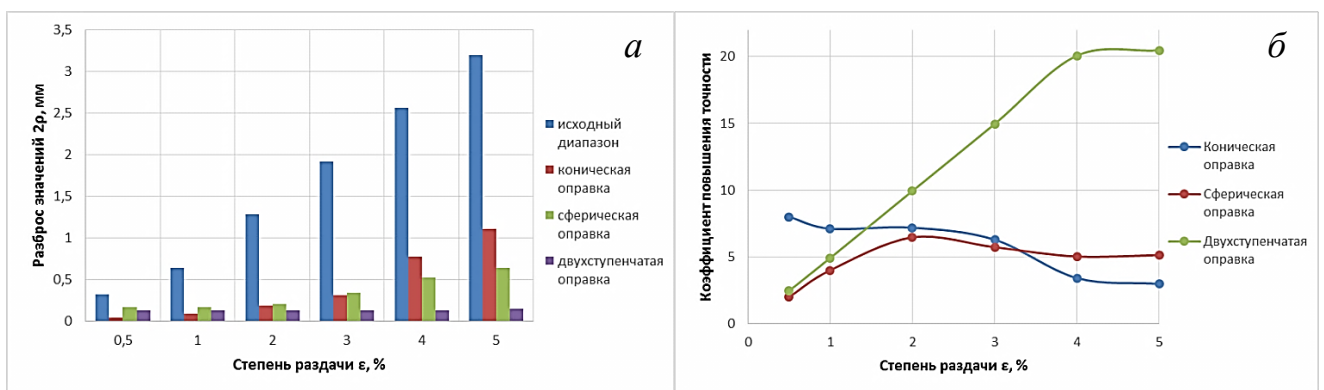 а
Разброс значений 2ρ, мм
3,5
3
2,5
2
1,5
1
0,5
0
0,5 1 2 3 4 5
Степень раздачи ε, %
исходный
диапазон
коническая
оправка
сферическая
оправка
двухступенчатая
оправка
б
Коэффициент повышения точности
20
15
10
5
0
0 1 2 3 4 5
Степень раздачи ε, %
Коническая
оправка
Сферическая
оправка
Двухступенчатая
оправка